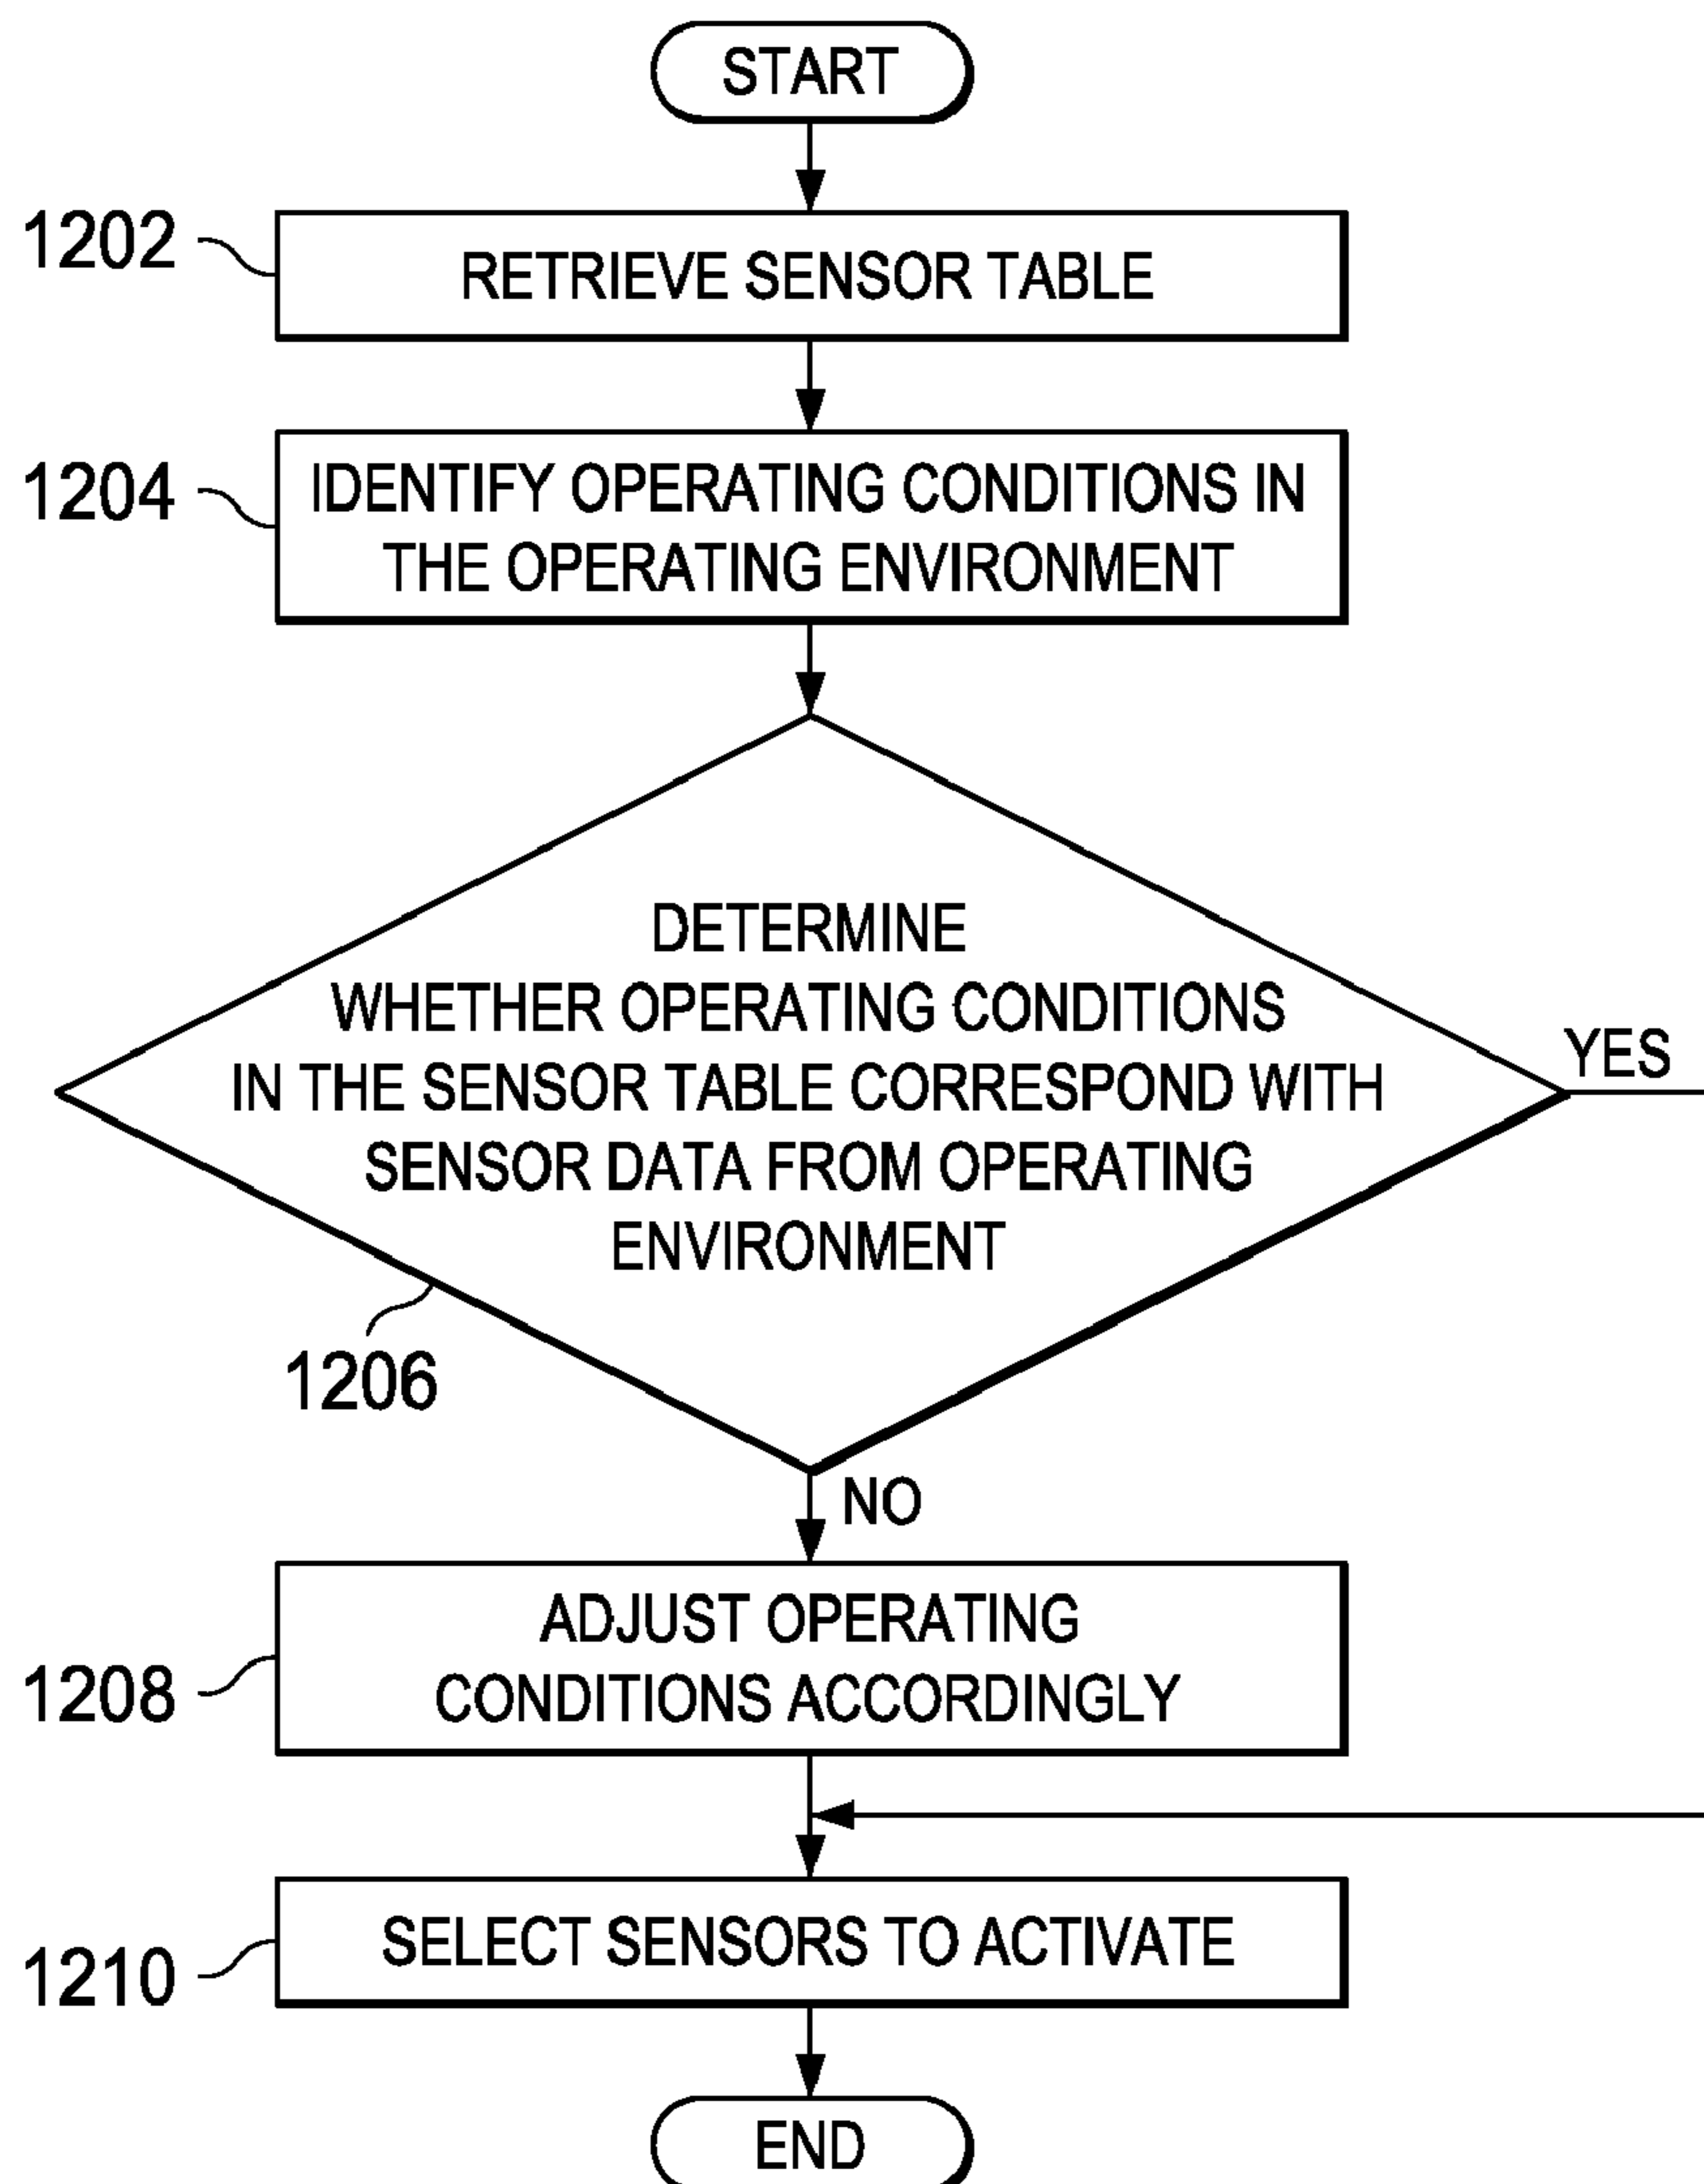 START
1202
RETRIEVE SENSOR TABLE
1204
IDENTIFY OPERATING CONDITIONS IN
THE OPERATING ENVIRONMENT
DETERMINE
WHETHER OPERATING CONDITIONS
IN THE SENSOR TABLE CORRESPOND WITH
SENSOR DATA FROM OPERATING
ENVIRONMENT
YES
1206
NO
1208
ADJUST OPERATING
CONDITIONS ACCORDINGLY
1210
SELECT SENSORS TO ACTIVATE
END